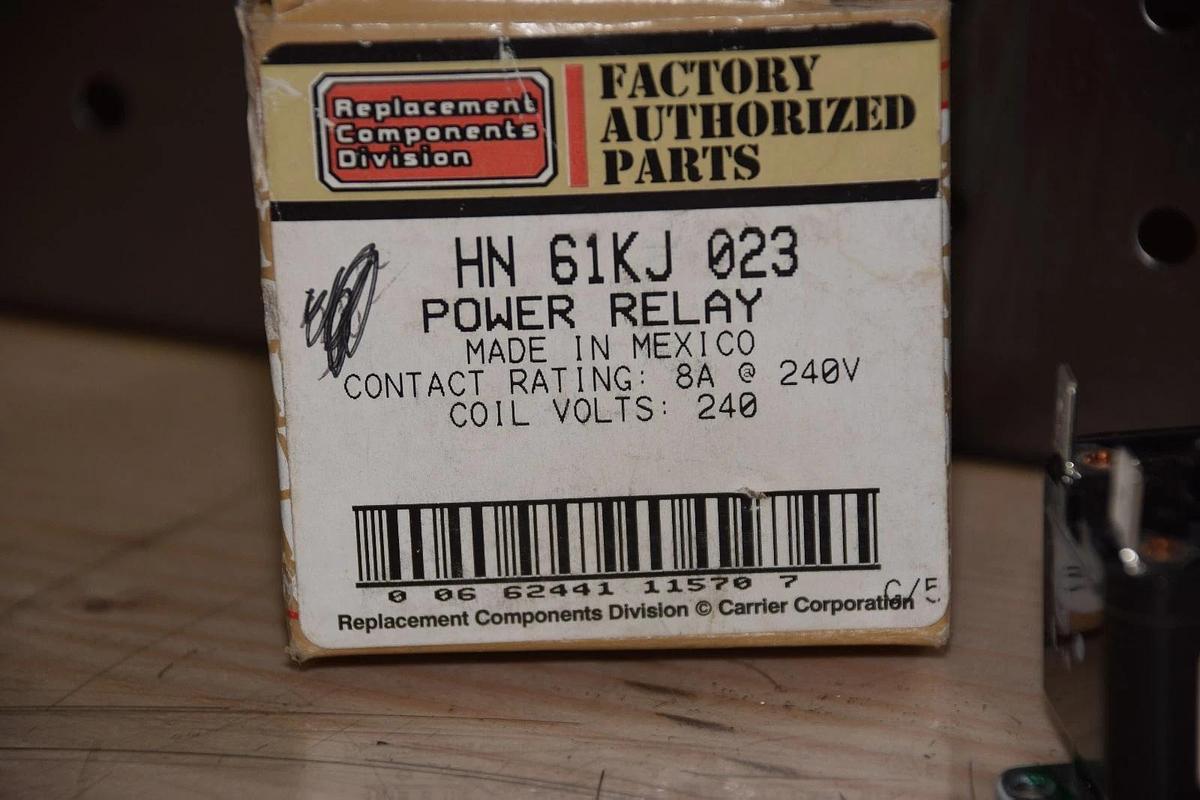 Replacement
Components
Division
FACTORY
AUTHORIZED
PARTS
HN 61KJ 023
POWER RELAY
MADE IN MEXICO
CONTACT RATING: 8A @ 240V
COIL VOLTS: 240
0 06 62441 11570 7
G/5
Replacement Components Division © Carrier Corporation